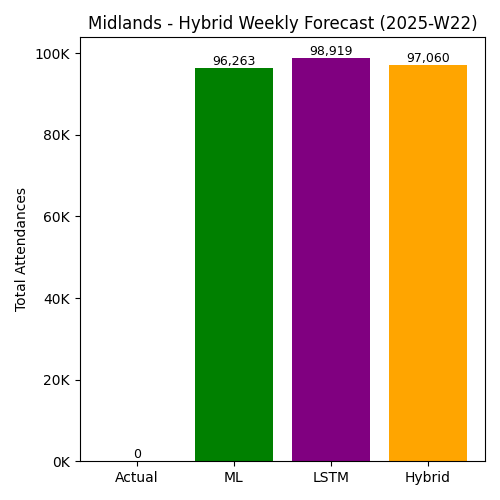 Midlands - Hybrid Weekly Forecast (2025-W22)
100K
80K
60K
40K
20K
0K
Total Attendances
0
96,263
98,919
97,060
Actual
ML
LSTM
Hybrid